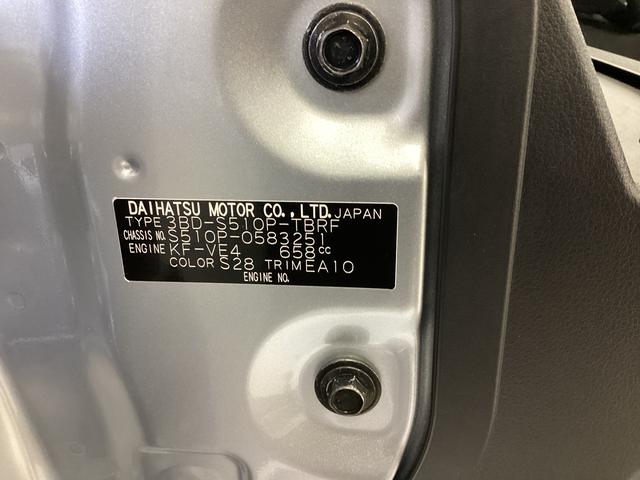 DAIHATSU MOTOR CO.,LTD. JAPAN
TYPE 3BD-S510P-TBRF
CHASSIS NO. S510P-0583251
ENGINE KF-VE4 658cc
COLOR S28 TRIM EA10
ENGINE NO.